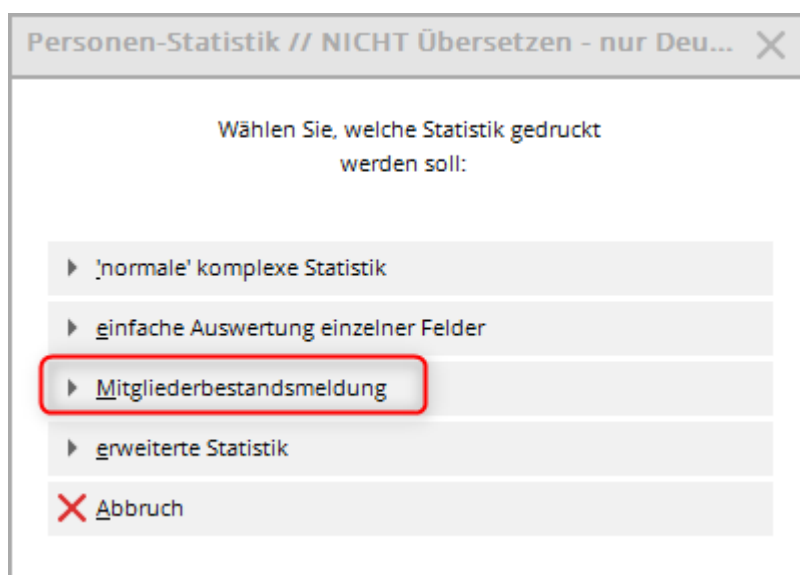 Personen-Statistik // NICHT Übersetzen - nur Deu...
Wählen Sie, welche Statistik gedruckt
werden soll:
'normale' komplexe Statistik
einfache Auswertung einzelner Felder
Mitgliederbestandsmeldung
erweiterte Statistik
Abbruch